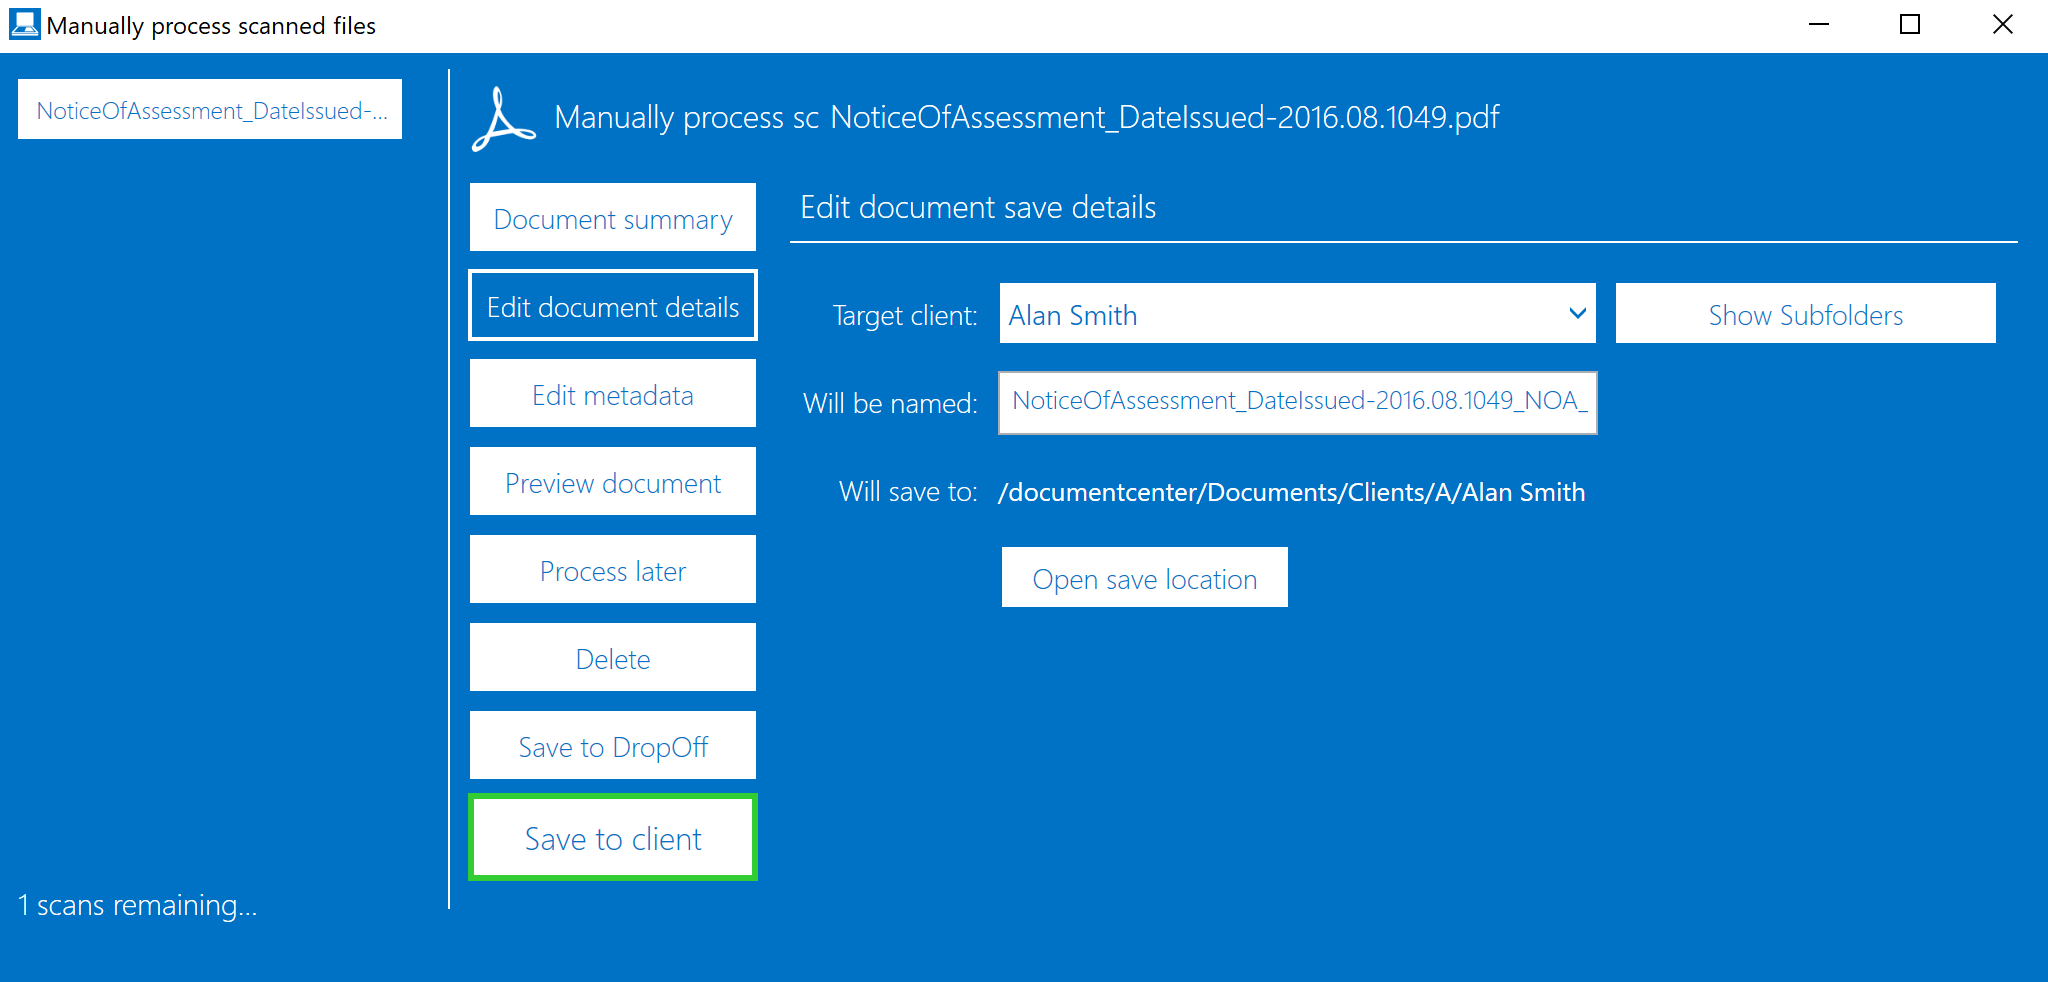 Manually process scanned files
NoticeOfAssessment_DateIssued-...
1 scans remaining...
Manually process sc NoticeOfAssessment_DateIssued-2016.08.1049.pdf
Document summary
Edit document details
Edit metadata
Preview document
Process later
Delete
Save to DropOff
Save to client
Edit document save details
Target client: Alan Smith Show Subfolders
Will be named: NoticeOfAssessment_DateIssued-2016.08.1049_NOA_
Will save to: /documentcenter/Documents/Clients/A/Alan Smith
Open save location